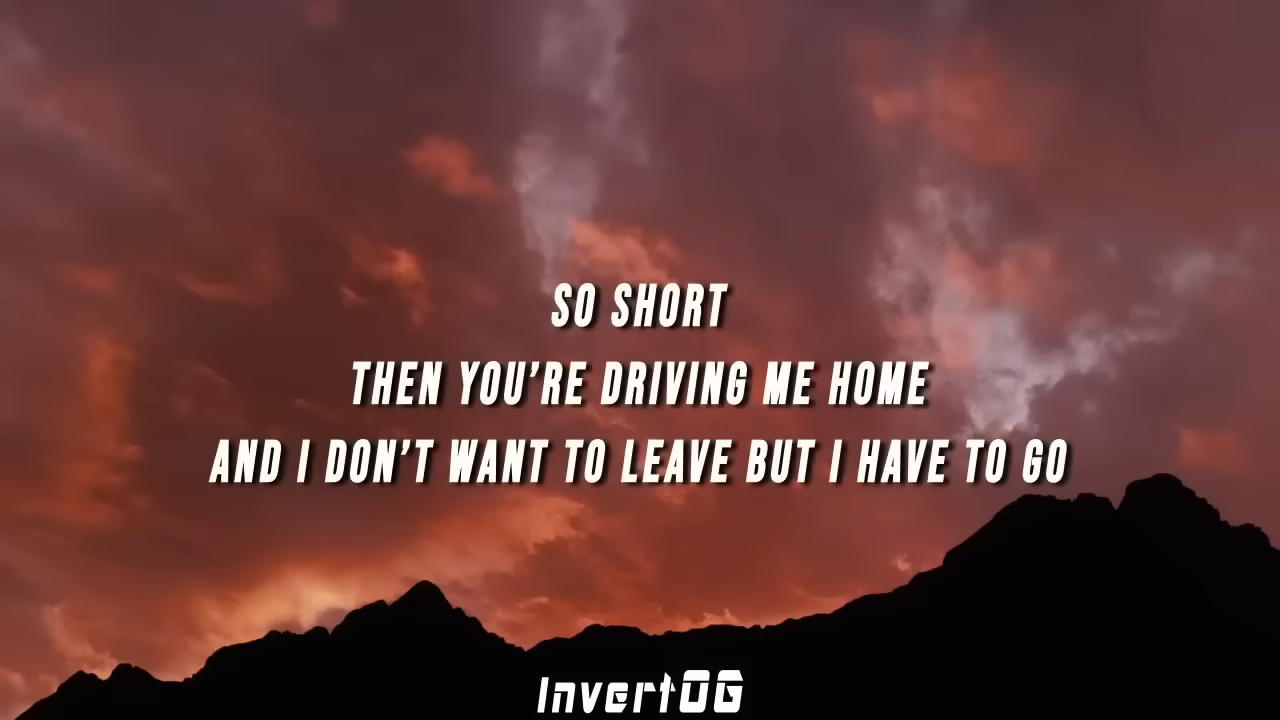 SO SHORT
THEN YOU'RE DRIVING ME HOME
AND I DON'T WANT TO LEAVE BUT I HAVE TO GO
InvertOG